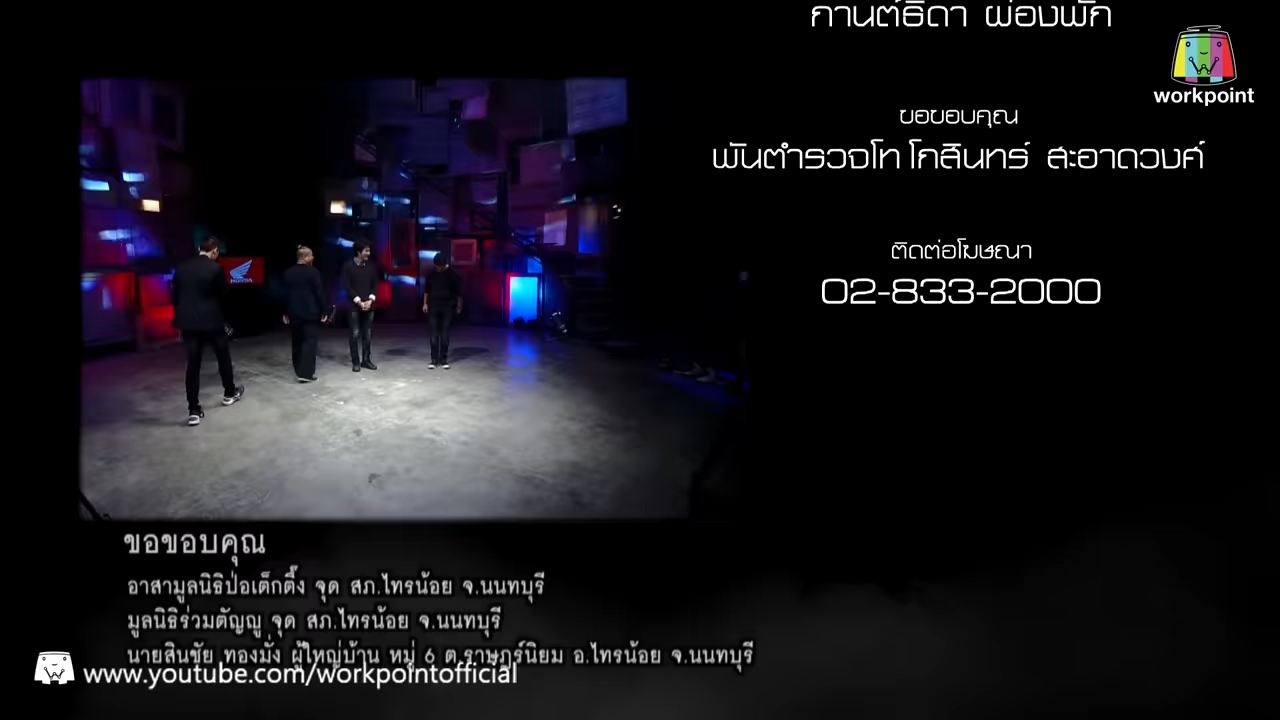 กานต์ธิดา ผ่องพัก
workpoint
ขอขอบคุณ
พันตำรวจโท โกสินทร์ สะอาดวงศ์
ติดต่อโฆษณา
02-833-2000
HONDA
ขอขอบคุณ
อาสามูลนิธิป่อเต็กตึ๊ง จุด สภ.ไทรน้อย จ.นนทบุรี
มูลนิธิร่วมตัญญู จุด สภ.ไทรน้อย จ.นนทบุรี
นายสินชัย ทองมั่ง ผู้ใหญ่บ้าน หมู่ 6 ต.ราษฎร์นิยม อ.ไทรน้อย จ.นนทบุรี
www.youtube.com/workpointofficial